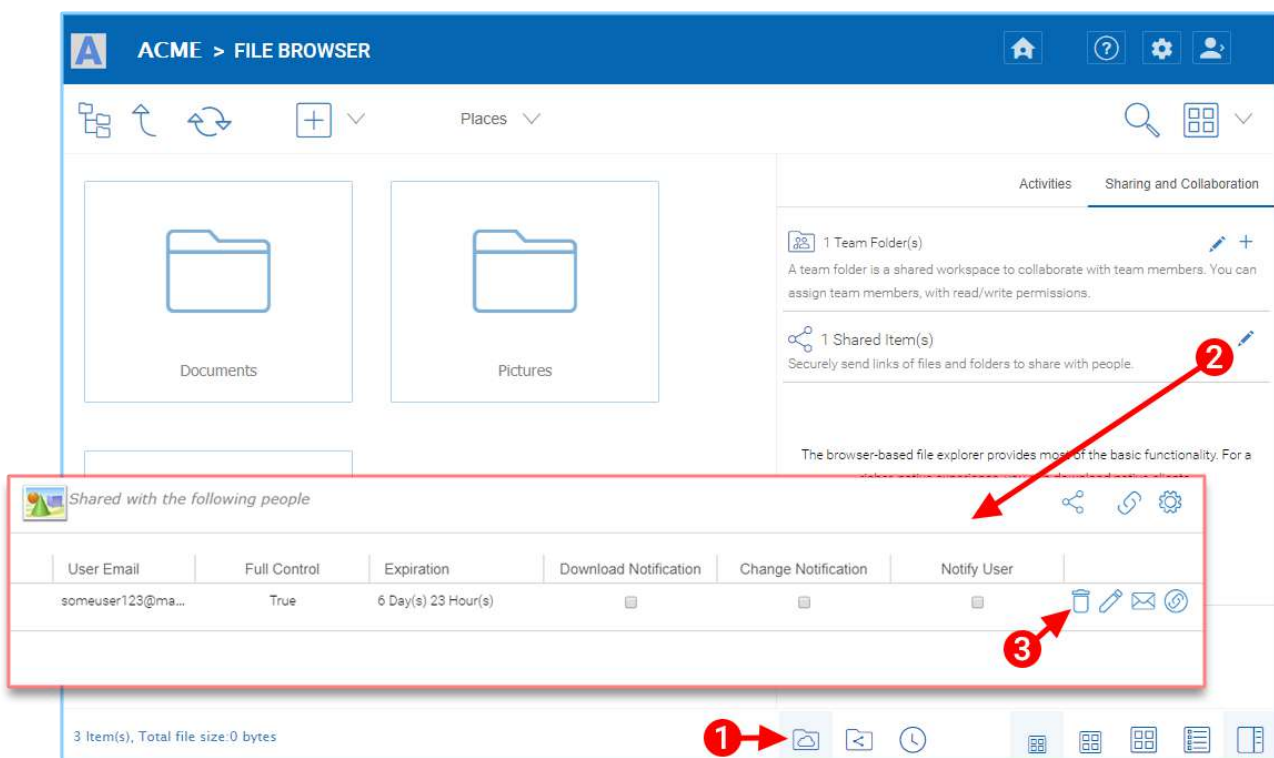 A ACME > FILE BROWSER
Places
Activities Sharing and Collaboration
1 Team Folder(s)
A team folder is a shared workspace to collaborate with team members. You can
assign team members, with read/write permissions.
1 Shared Item(s)
Securely send links of files and folders to share with people.
2
Documents
Pictures
The browser-based file explorer provides most of the basic functionality. For a
Shared with the following people
User Email Full Control Expiration Download Notification Change Notification Notify User
someuser123@ma... True 6 Day(s) 23 Hour(s)
3
3 Item(s), Total file size:0 bytes
1